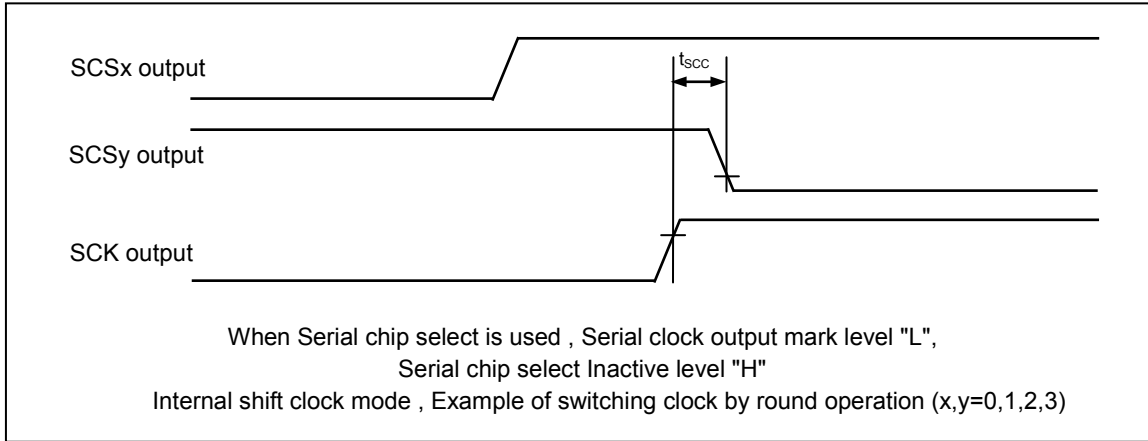 SCSx output
tSCC
SCSy output
SCK output
When Serial chip select is used , Serial clock output mark level "L",
Serial chip select Inactive level "H"
Internal shift clock mode , Example of switching clock by round operation (x,y=0,1,2,3)